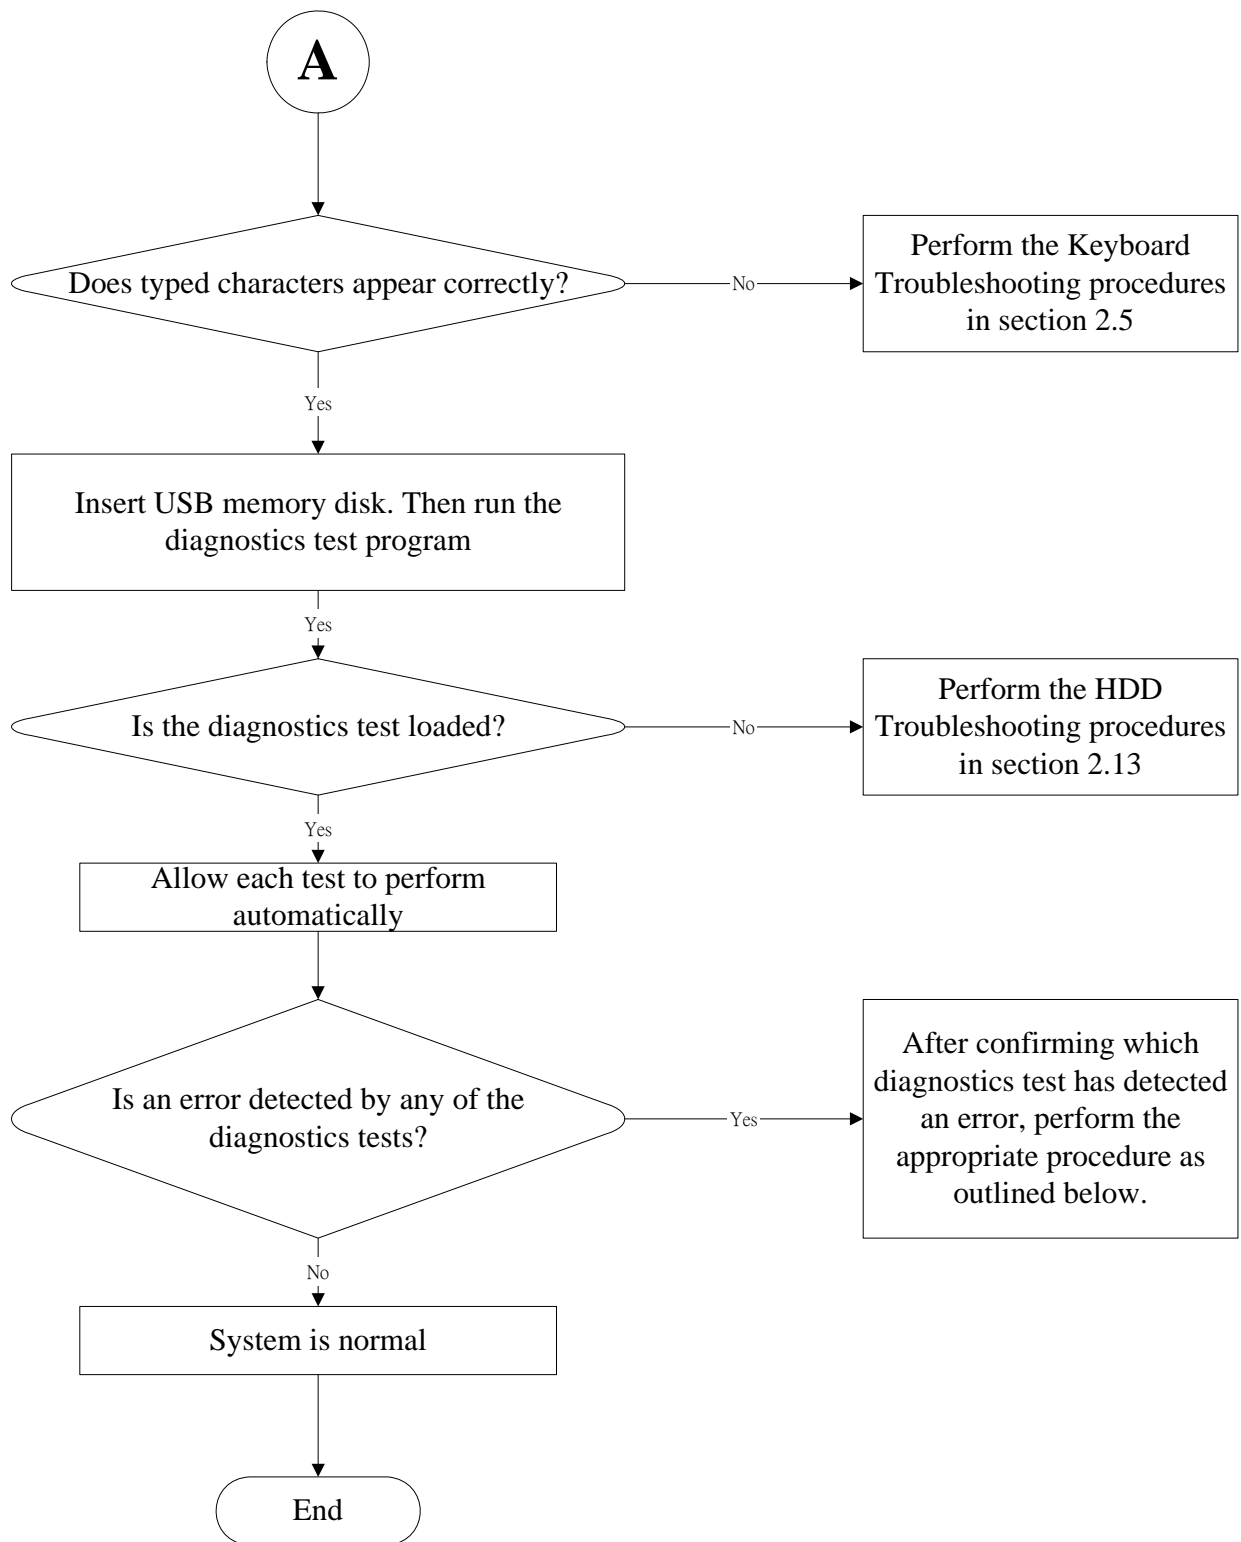 A
Does typed characters appear correctly?
No
Perform the Keyboard
Troubleshooting procedures
in section 2.5
Yes
Insert USB memory disk. Then run the
diagnostics test program
Yes
Is the diagnostics test loaded?
No
Perform the HDD
Troubleshooting procedures
in section 2.13
Yes
Allow each test to perform
automatically
Is an error detected by any of the
diagnostics tests?
Yes
After confirming which
diagnostics test has detected
an error, perform the
appropriate procedure as
outlined below.
No
System is normal
End